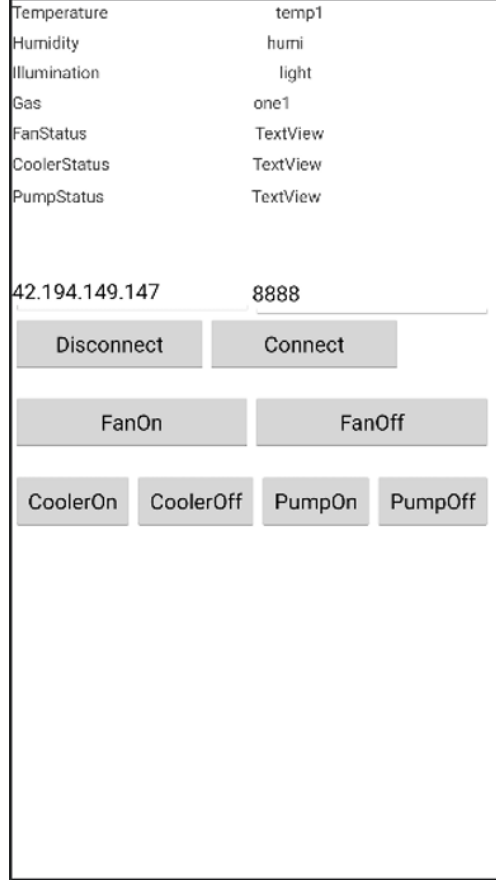 Temperature temp1
Humidity humi
Illumination light
Gas one1
FanStatus TextView
CoolerStatus TextView
PumpStatus TextView
42.194.149.147 8888
Disconnect Connect
FanOn FanOff
CoolerOn CoolerOff PumpOn PumpOff